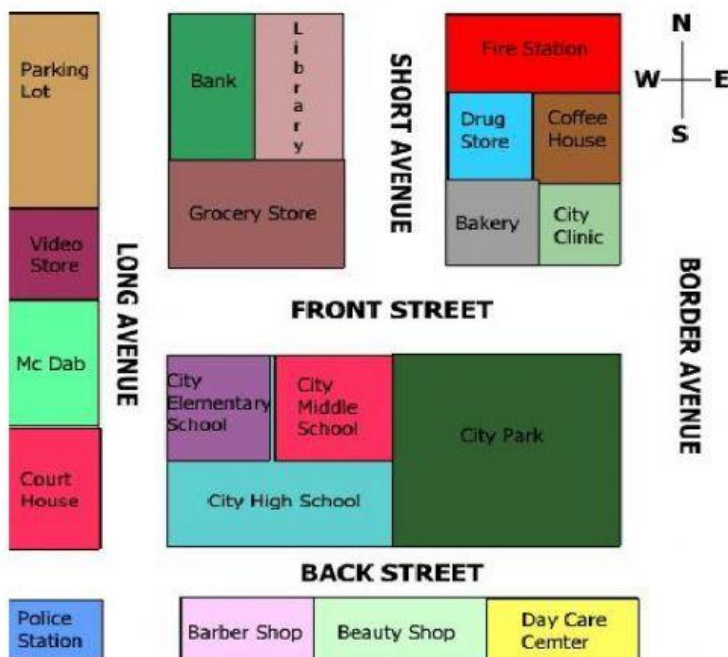 Parking
Lot
Bank
Library
SHORT AVENUE
Fire Station
N
W
E
S
Drug
Store
Coffee
House
Grocery Store
Bakery
City
Clinic
Video
Store
LONG AVENUE
FRONT STREET
BORDER AVENUE
Mc Dab
City
Elementary
School
City
Middle
School
City Park
Court
House
City High School
BACK STREET
Police
Station
Barber Shop
Beauty Shop
Day Care
Cemter